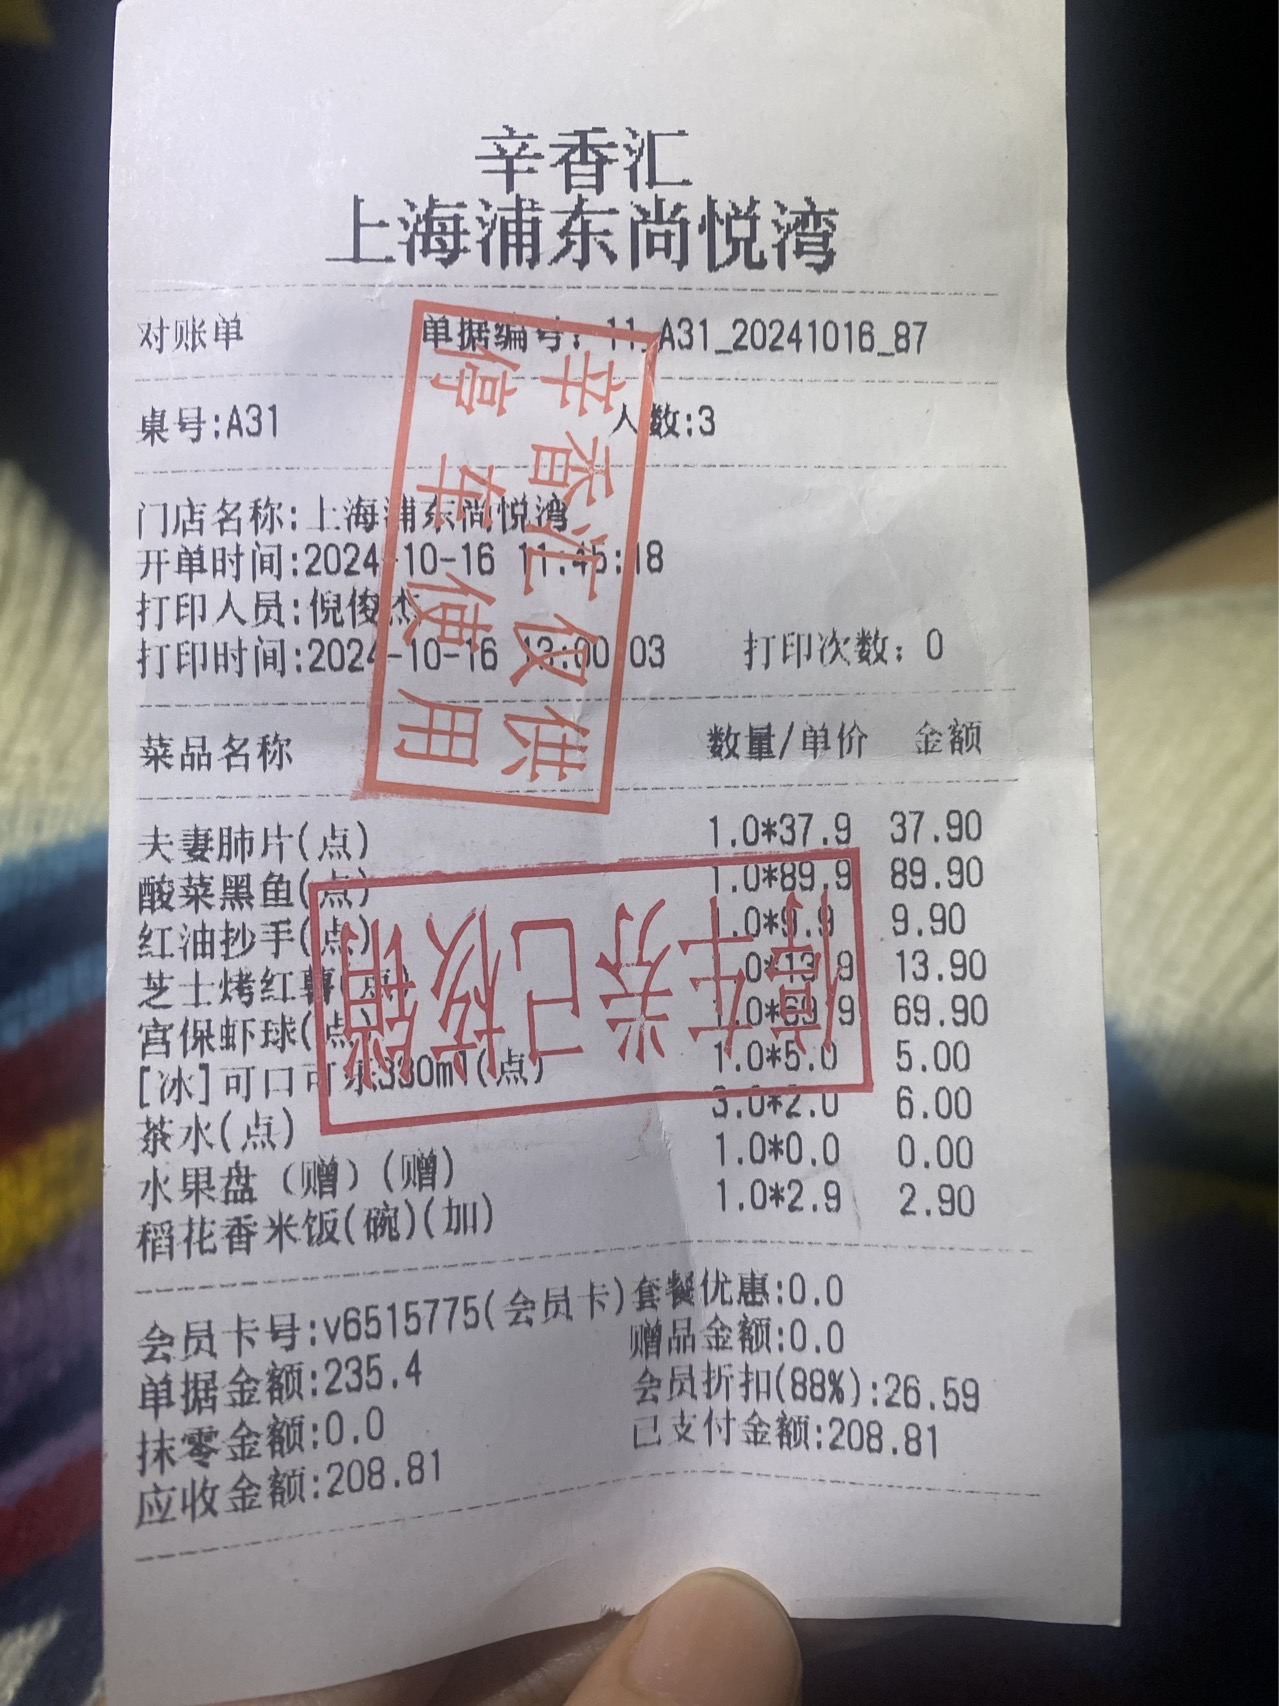 辛香汇
上海浦东尚悦湾
对账单 单据编号: 11_A31_20241016_87
桌号:A31 人数:3
门店名称:上海浦东尚悦湾
开单时间:2024-10-16 11:45:18
打印人员:倪俊杰
打印时间:2024-10-16 13:00:03 打印次数: 0
菜品名称 数量/单价 金额
夫妻肺片(点) 1.0*37.9 37.90
酸菜黑鱼(点) 1.0*89.9 89.90
红油抄手(点) 1.0*9.9 9.90
芝士烤红薯(点) 1.0*13.9 13.90
宫保虾球(点) 1.0*69.9 69.90
[冰]可口可乐330ml(点) 1.0*5.0 5.00
茶水(点) 3.0*2.0 6.00
水果盘（赠）(赠) 1.0*0.0 0.00
稻花香米饭(碗)(加) 1.0*2.9 2.90
会员卡号:v6515775(会员卡) 套餐优惠:0.0
单据金额:235.4 赠品金额:0.0
抹零金额:0.0 会员折扣(88%):26.59
应收金额:208.81 已支付金额:208.81
辛香汇仅供
停车使用
停车券已核销